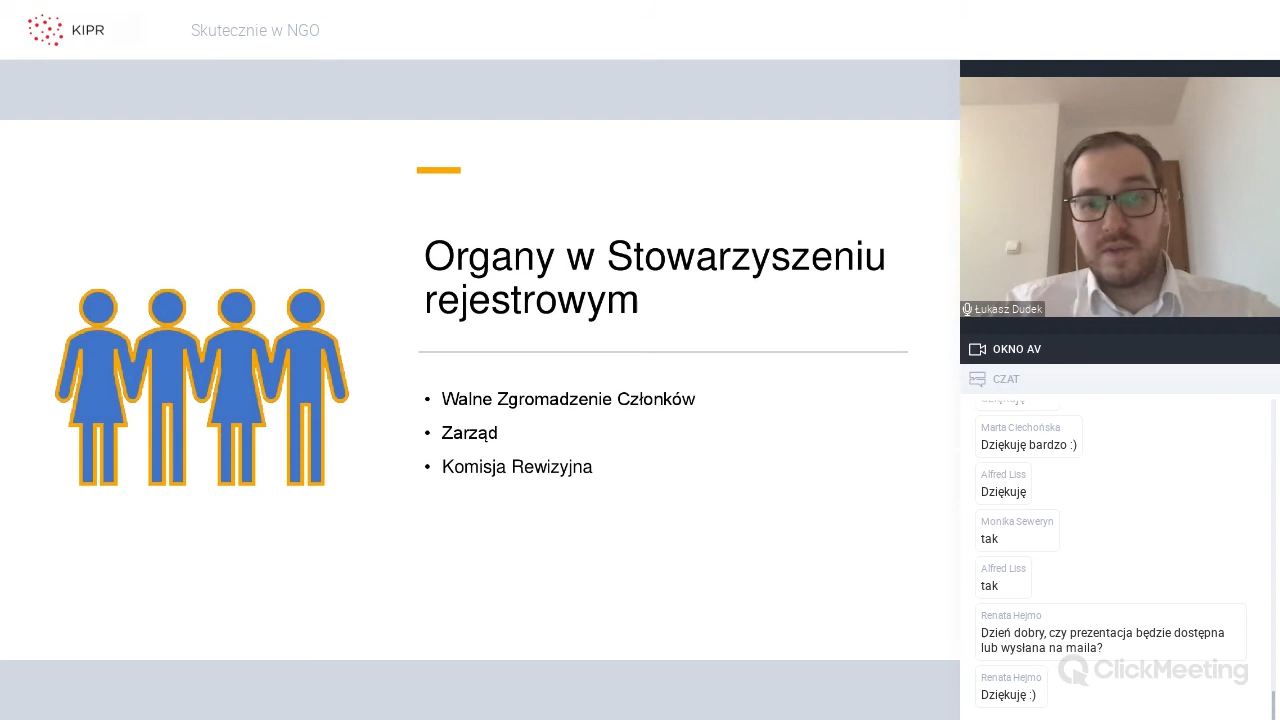 KIPR
Skutecznie w NGO
Organy w Stowarzyszeniu
rejestrowym
• Walne Zgromadzenie Członków
• Zarząd
• Komisja Rewizyjna
Łukasz Dudek
OKNO AV
CZAT
dziękuję
Marta Ciechońska
Dziękuję bardzo :)
Alfred Liss
Dziękuję
Monika Seweryn
tak
Alfred Liss
tak
Renata Hejmo
Dzień dobry, czy prezentacja będzie dostępna
lub wysłana na maila?
ClickMeeting
Renata Hejmo
Dziękuję :)